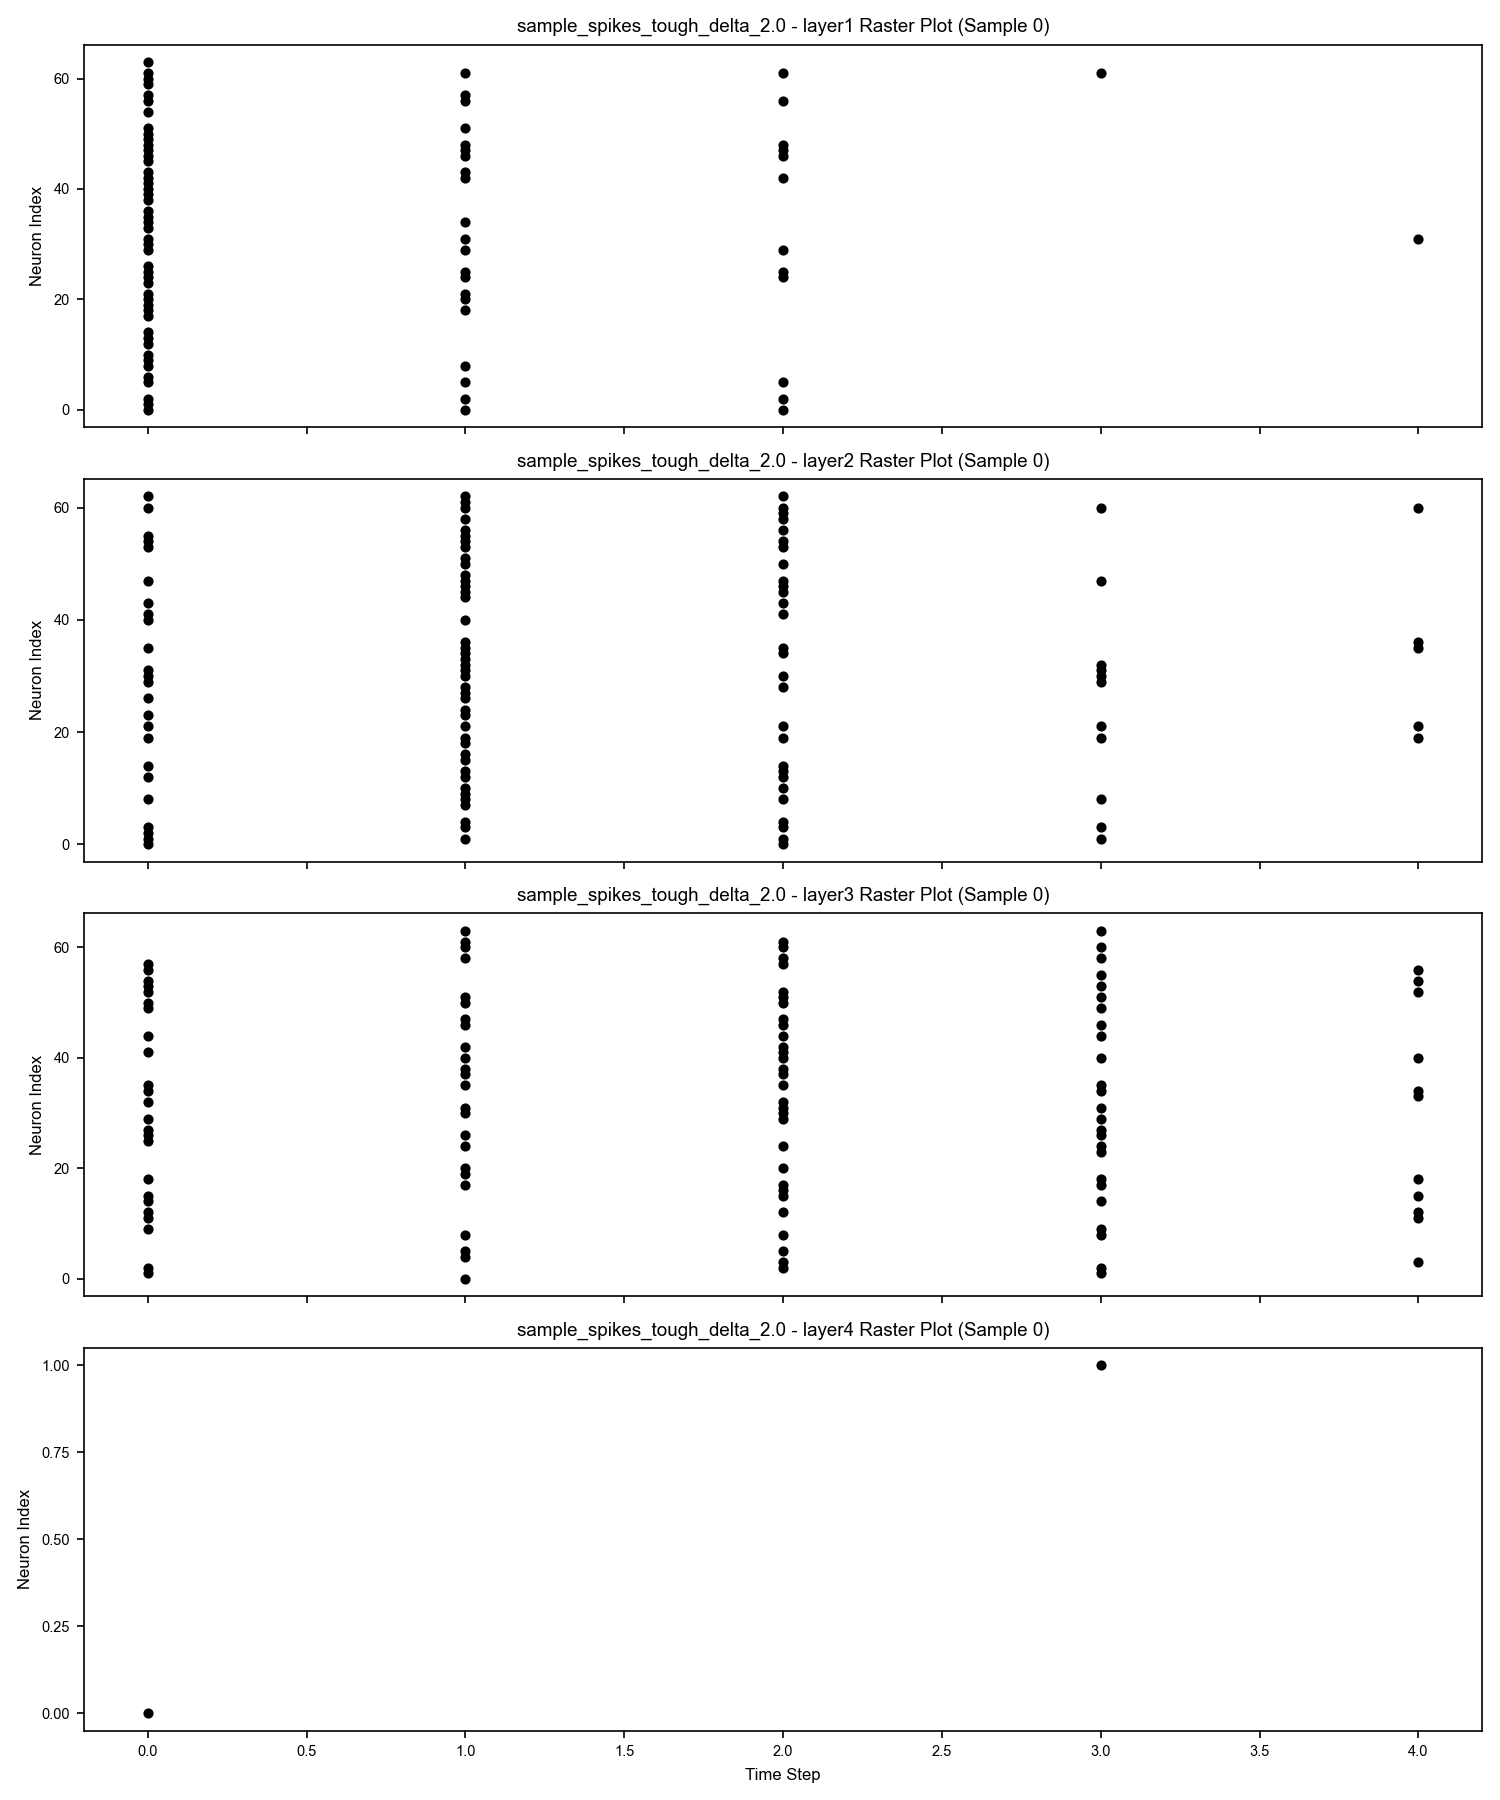 sample_spikes_tough_delta_2.0 - layer1 Raster Plot (Sample 0)
60
40
20
0
Neuron Index
sample_spikes_tough_delta_2.0 - layer2 Raster Plot (Sample 0)
60
40
20
0
Neuron Index
sample_spikes_tough_delta_2.0 - layer3 Raster Plot (Sample 0)
60
40
20
0
Neuron Index
sample_spikes_tough_delta_2.0 - layer4 Raster Plot (Sample 0)
1.00
0.75
0.50
0.25
0.00
Neuron Index
0.0 0.5 1.0 1.5 2.0 2.5 3.0 3.5 4.0
Time Step